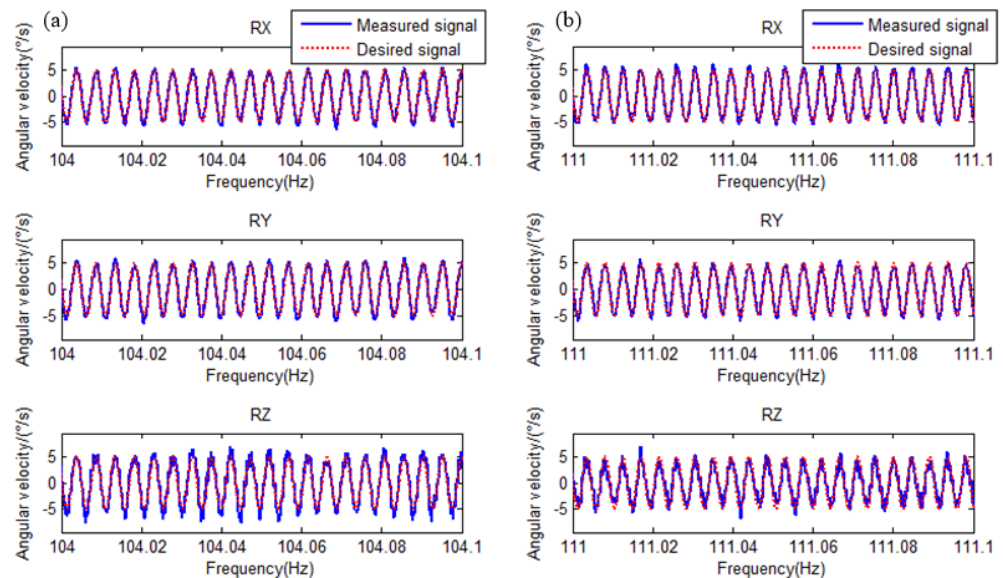 (a)
RX
Measured signal
Desired signal
Angular velocity/(°/s)
5
0
-5
104
104.02
104.04
104.06
104.08
104.1
Frequency(Hz)
RY
Angular velocity/(°/s)
5
0
-5
104
104.02
104.04
104.06
104.08
104.1
Frequency(Hz)
RZ
Angular velocity/(°/s)
5
0
-5
104
104.02
104.04
104.06
104.08
104.1
Frequency(Hz)
(b)
RX
Measured signal
Desired signal
Angular velocity/(°/s)
5
0
-5
111
111.02
111.04
111.06
111.08
111.1
Frequency(Hz)
RY
Angular velocity/(°/s)
5
0
-5
111
111.02
111.04
111.06
111.08
111.1
Frequency(Hz)
RZ
Angular velocity/(°/s)
5
0
-5
111
111.02
111.04
111.06
111.08
111.1
Frequency(Hz)